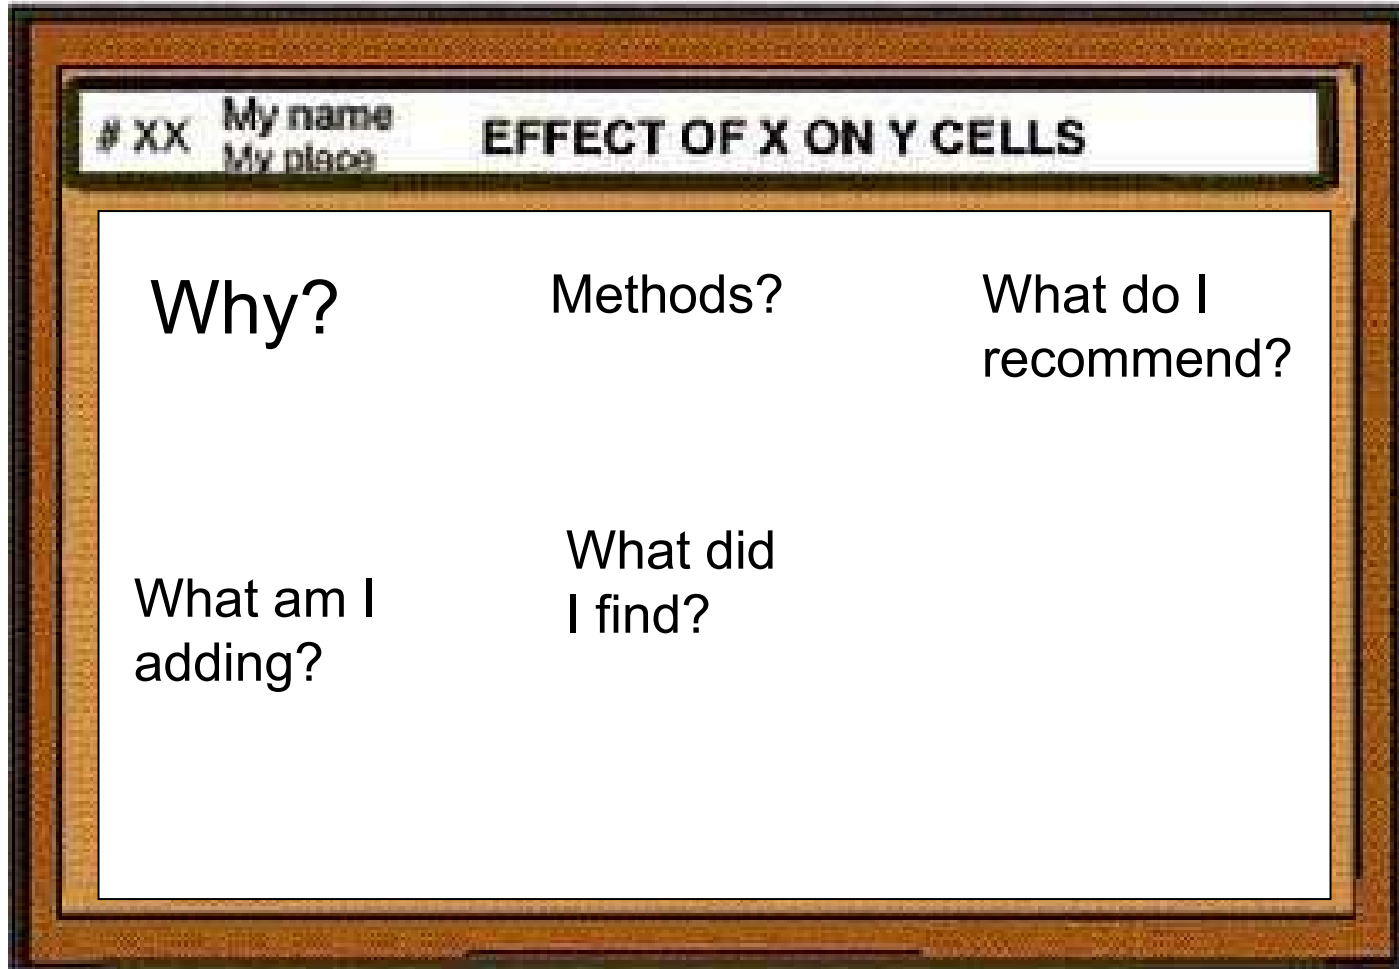 # XX
My name
My place
EFFECT OF X ON Y CELLS
Why?
What am I
adding?
Methods?
What did
I find?
What do I
recommend?